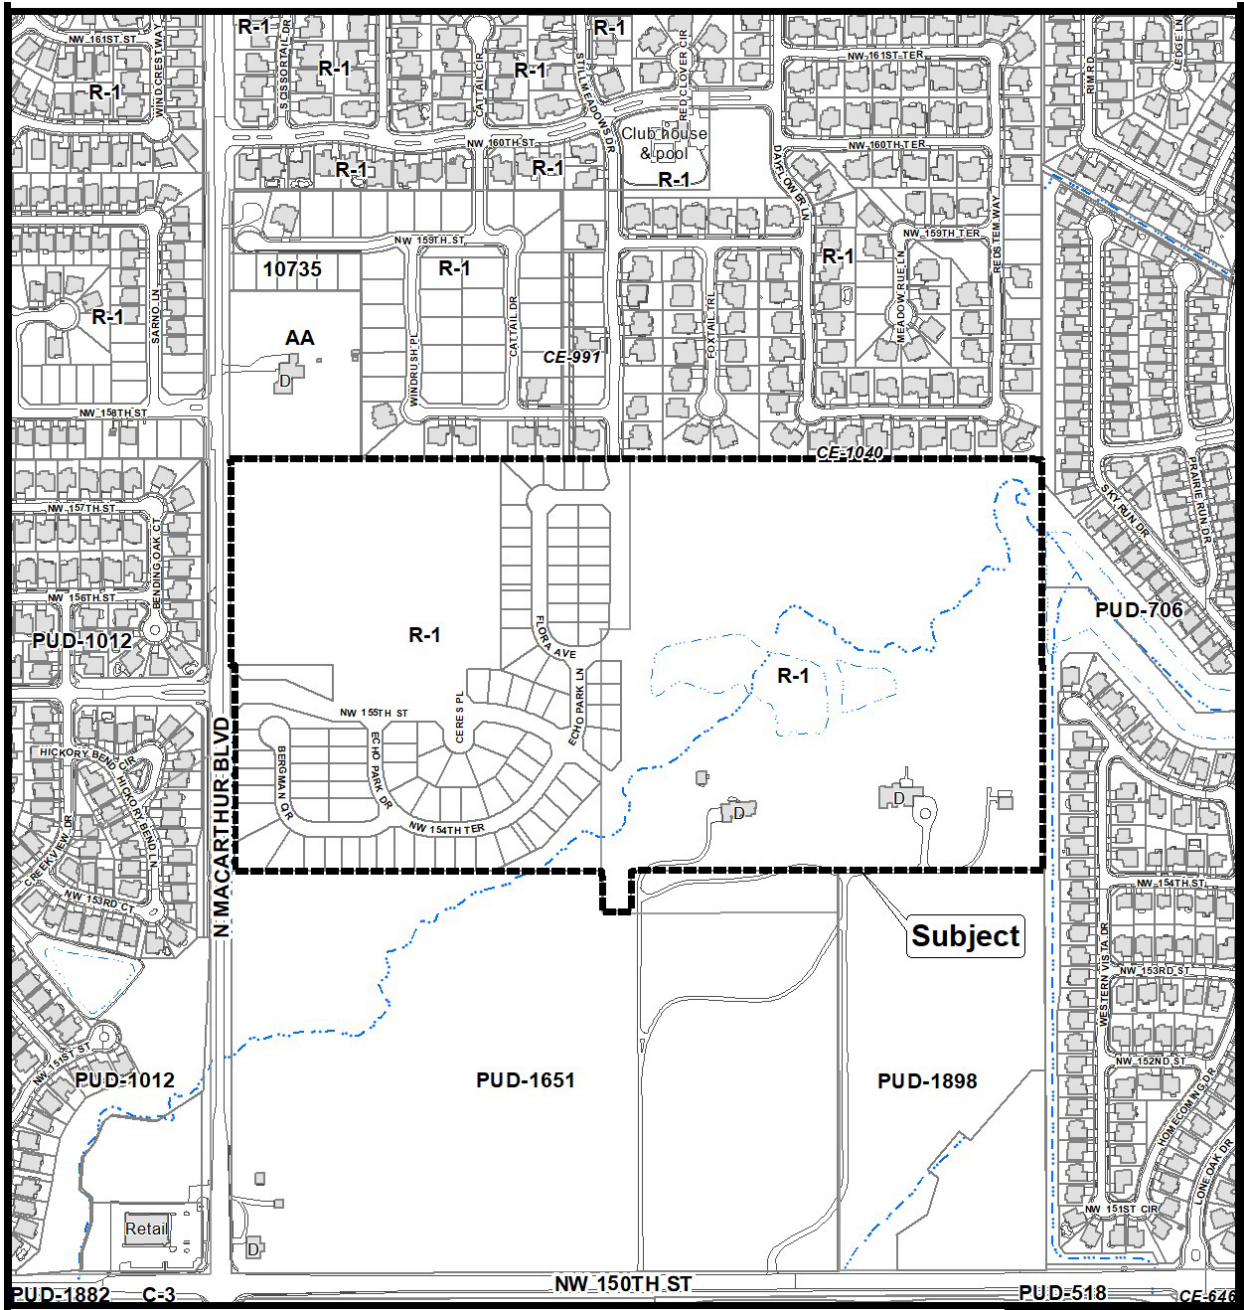 R-1
R-1
NW 161ST ST
WIND CREST WAY
SCISSORTAIL DR
CATTAIL CIR
STILLMEADOWS DR
RED CLOVER CIR
NW 161ST TER
RIM RD
LEDGE LN
R-1
R-1
R-1
NW 160TH ST
Club house
& pool
NW 160TH TER
R-1
R-1
R-1
DAYFLOWER LN
REDSTEM WAY
NW 159TH ST
NW 159TH TER
10735
R-1
R-1
SARNO LN
R-1
AA
D
WINDRUSH PL
CATTAIL DR
CE-991
FOXTAIL TRL
MEADOW RUE LN
NW 158TH ST
CE-1040
PRAIRIE RUN DR
SKY RUN DR
NW 157TH ST
BENDING OAK CT
NW 156TH ST
PUD-1012
R-1
FLORA AVE
PUD-706
ECHO PARK LN
R-1
CERES PL
NW 155TH ST
N MACARTHUR BLVD
BERGMAN CIR
ECHO PARK DR
NW 154TH TER
HICKORY BEND CIR
HICKORY BEND LN
CREEKVIEW DR
NW 153RD CT
D
D
NW 154TH ST
Subject
WESTERN VISTA DR
NW 153RD ST
NW 151ST ST
PUD-1012
PUD-1651
PUD-1898
NW 152ND ST
HOMECOMING DR
LONE OAK DR
NW 151ST CIR
Retail
D
NW 150TH ST
PUD-1882
C-3
PUD-518
CE-646